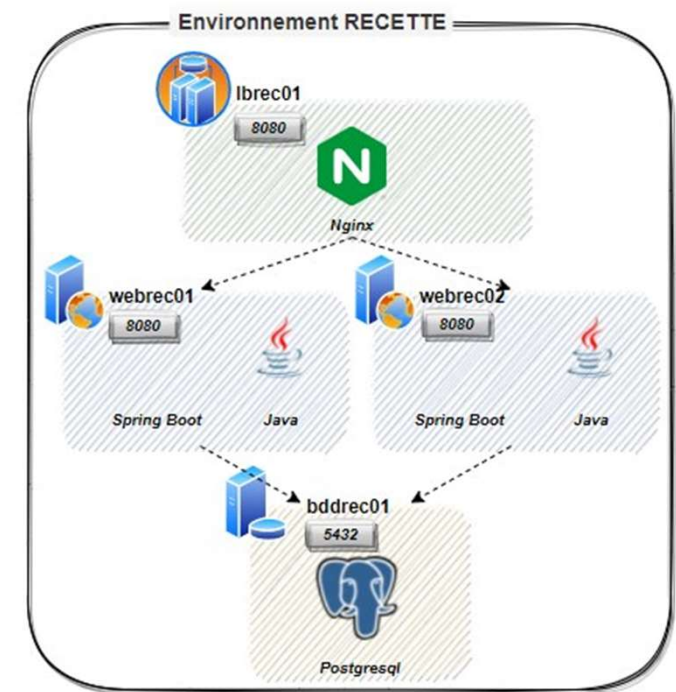 Environnement RECETTE
lbrec01
8080
N
Nginx
webrec01
8080
Spring Boot
Java
webrec02
8080
Spring Boot
Java
bddrec01
5432
Postgresql